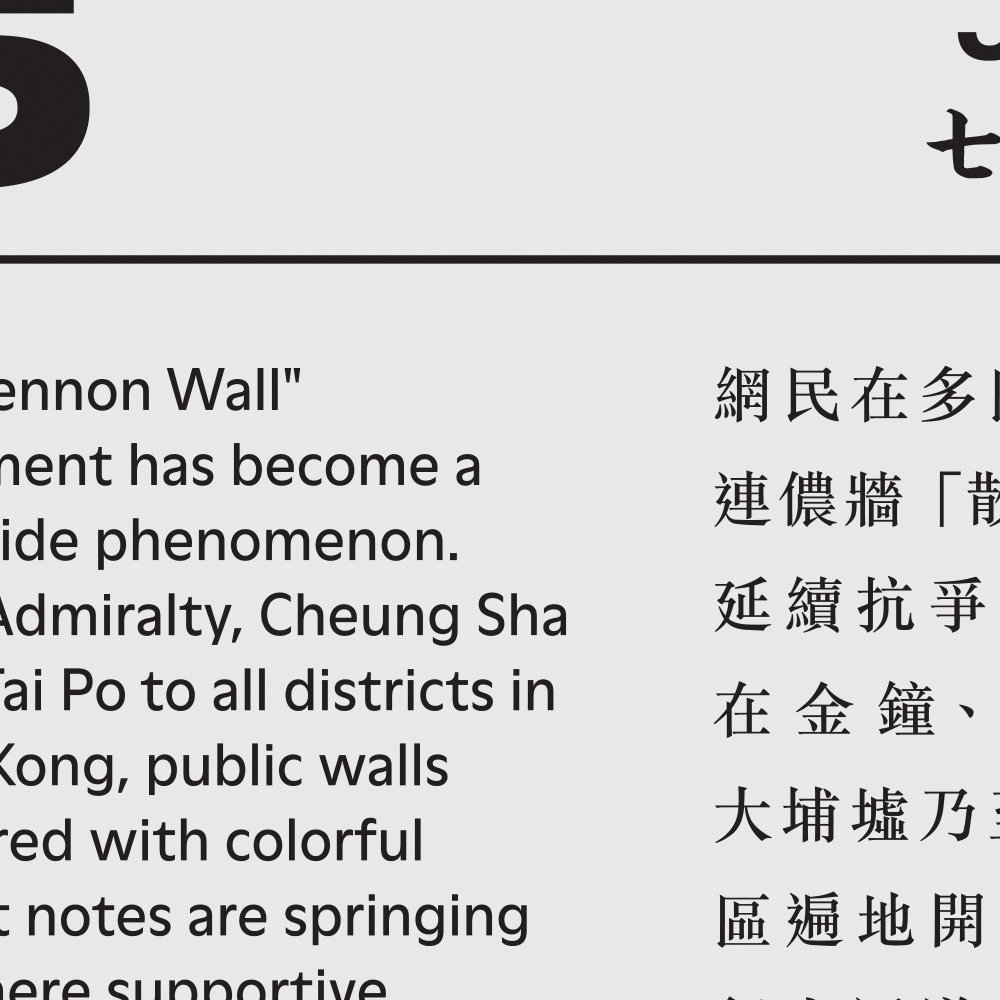 5
七
ennon Wall"
ment has become a
ide phenomenon.
Admiralty, Cheung Sha
Tai Po to all districts in
Kong, public walls
red with colorful
t notes are springing
here supportive
網民在多
連儂牆「散
延續抗爭
在金鐘、
大埔墟乃至
區遍地開